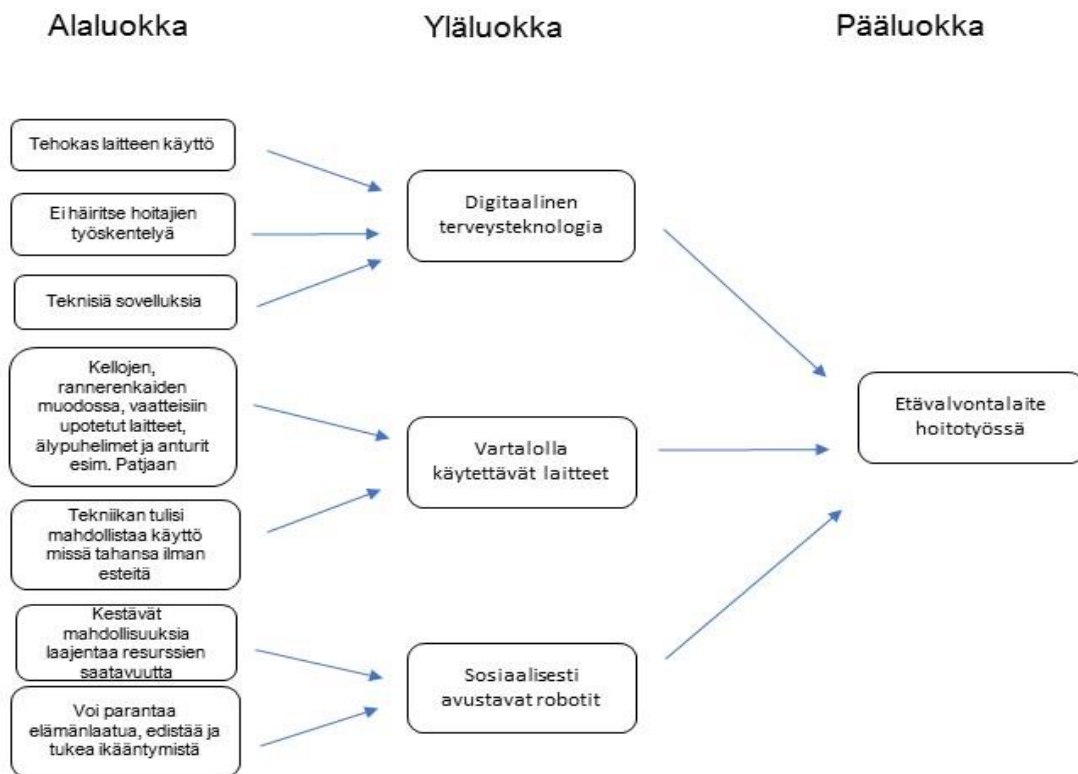 Alaluokka
Yläluokka
Pääluokka
Tehokas laitteen käyttö
Ei häiritse hoitajien
työskentelyä
Teknisiä sovelluksia
Kellojen,
rannerenkaiden
muodossa, vaatteisiin
upotetut laitteet,
älypuhelimet ja anturit
esim. Patjaan
Tekniikan tulisi
mahdollistaa käyttö
missä tahansa ilman
esteitä
Kestävät
mahdollisuuksia
laajentaa resurssien
saatavuutta
Voi parantaa
elämänlaatua, edistää ja
tukea ikääntymistä
Digitaalinen
terveysteknologia
Vartalolla
käytettävät laitteet
Sosiaalisesti
avustavat robotit
Etävalvontalaite
hoitotyössä